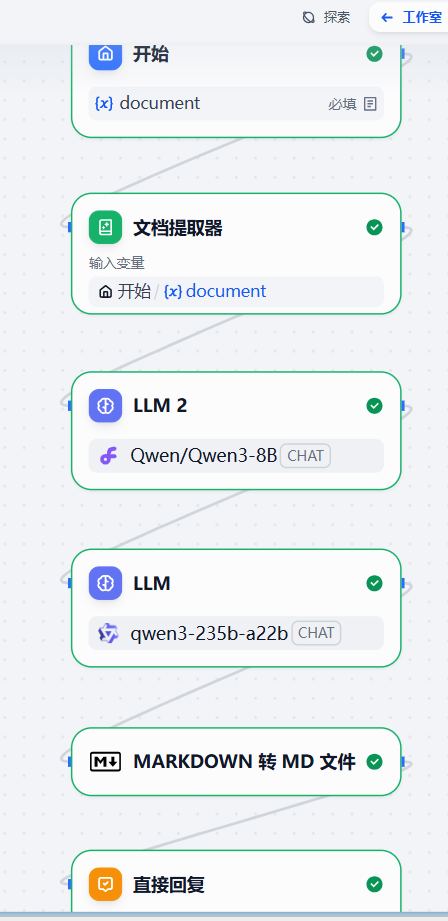 探索
工作室
开始
{x} document 必填
文档提取器
输入变量
开始 / {x} document
LLM 2
Qwen/Qwen3-8B CHAT
LLM
qwen3-235b-a22b CHAT
MARKDOWN 转 MD 文件
直接回复